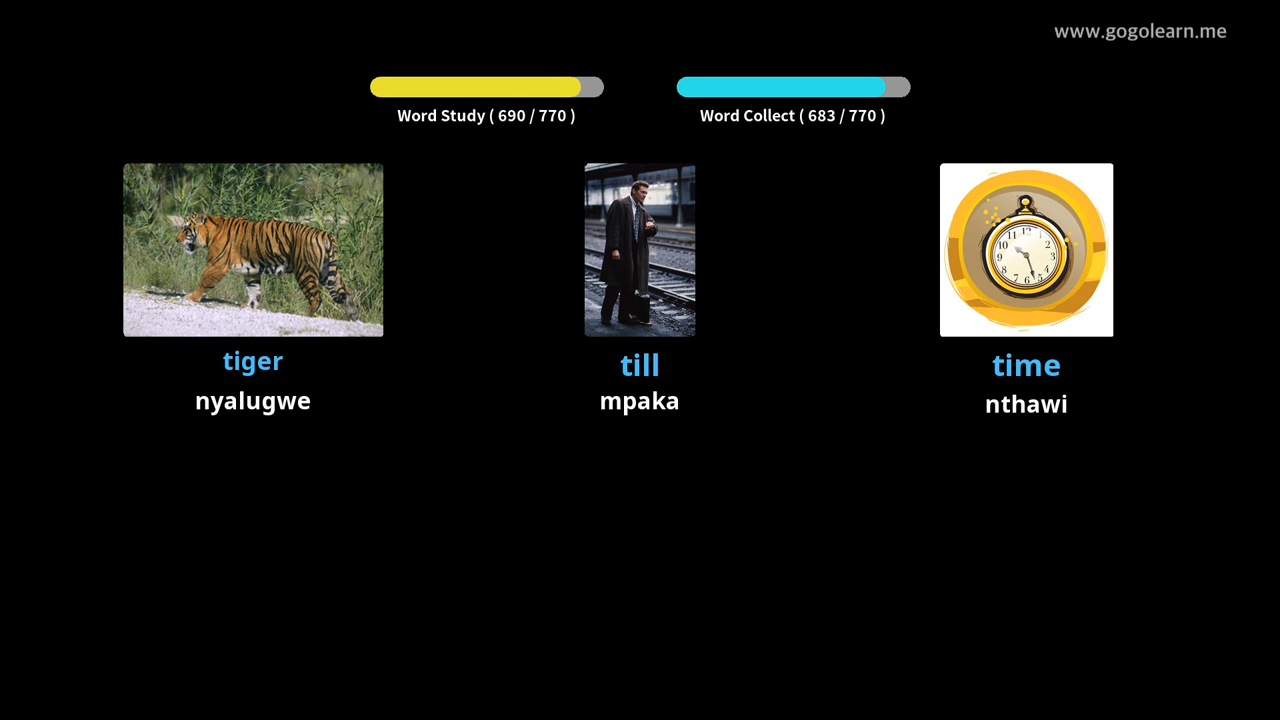 www.gogolearn.me
Word Study ( 690 / 770 )
Word Collect ( 683 / 770 )
tiger
nyalugwe
till
mpaka
time
nthawi